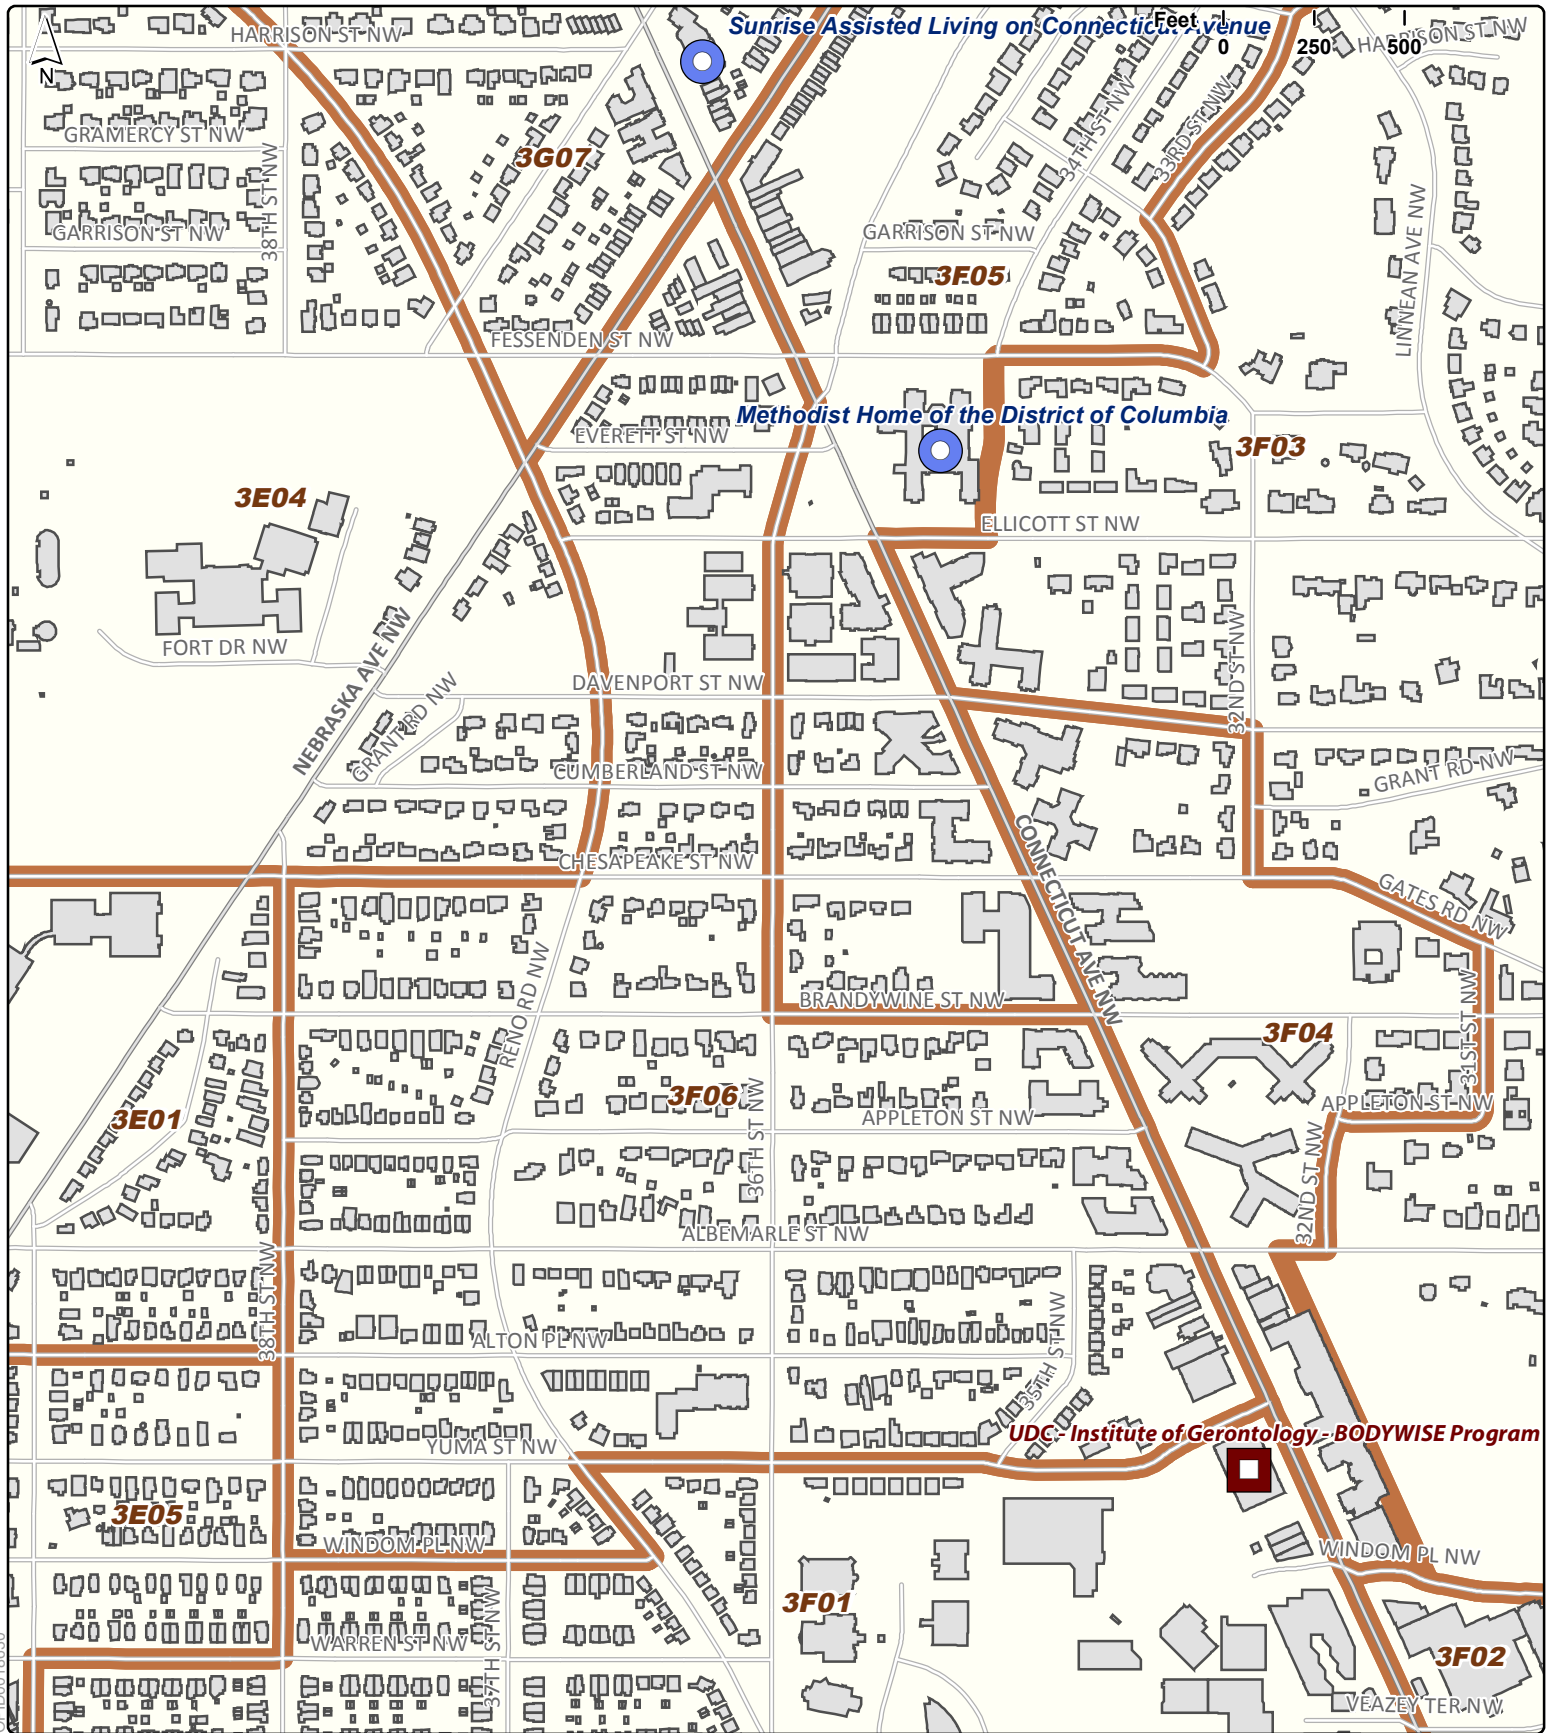 Sunrise Assisted Living on Connecticut Avenue
Feet
0 250 500
N
HARRISON ST NW
HARRISON ST NW
GRAMERCY ST NW
38TH ST NW
3G07
34TH ST NW
33RD ST NW
GARRISON ST NW
GARRISON ST NW
3F05
LINNEAN AVE NW
FESSENDEN ST NW
Methodist Home of the District of Columbia
EVERETT ST NW
3F03
3E04
ELLICOTT ST NW
FORT DR NW
NEBRASKA AVE NW
32ND ST NW
DAVENPORT ST NW
GRANT RD NW
CUMBERLAND ST NW
GRANT RD NW
CONNECTICUT AVE NW
CHESAPEAKE ST NW
GATES RD NW
RENO RD NW
BRANDYWINE ST NW
31ST ST NW
3F04
3F06
3E01
36TH ST NW
APPLETON ST NW
APPLETON ST NW
32ND ST NW
ALBEMARLE ST NW
38TH ST NW
ALTON PL NW
35TH ST NW
UDC - Institute of Gerontology - BODYWISE Program
YUMA ST NW
3E05
WINDOM PL NW
WINDOM PL NW
3F01
37TH ST NW
WARREN ST NW
3F02
VEAZEY TER NW